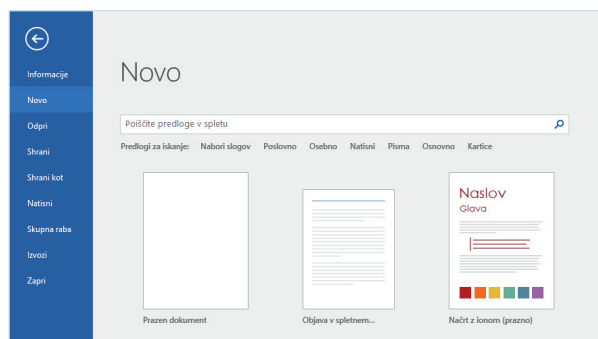 Informacije
Novo
Odpri
Shrani
Shrani kot
Natisni
Skupna raba
Izvozi
Zapri
Novo
Poiščite predloge v spletu
Predlogi za iskanje: Nabori slogov Poslovno Osebno Natisni Pisma Osnovno Kartice
Naslov
Glava
Prazen dokument
Objava v spletnem...
Načrt z ionom (prazno)